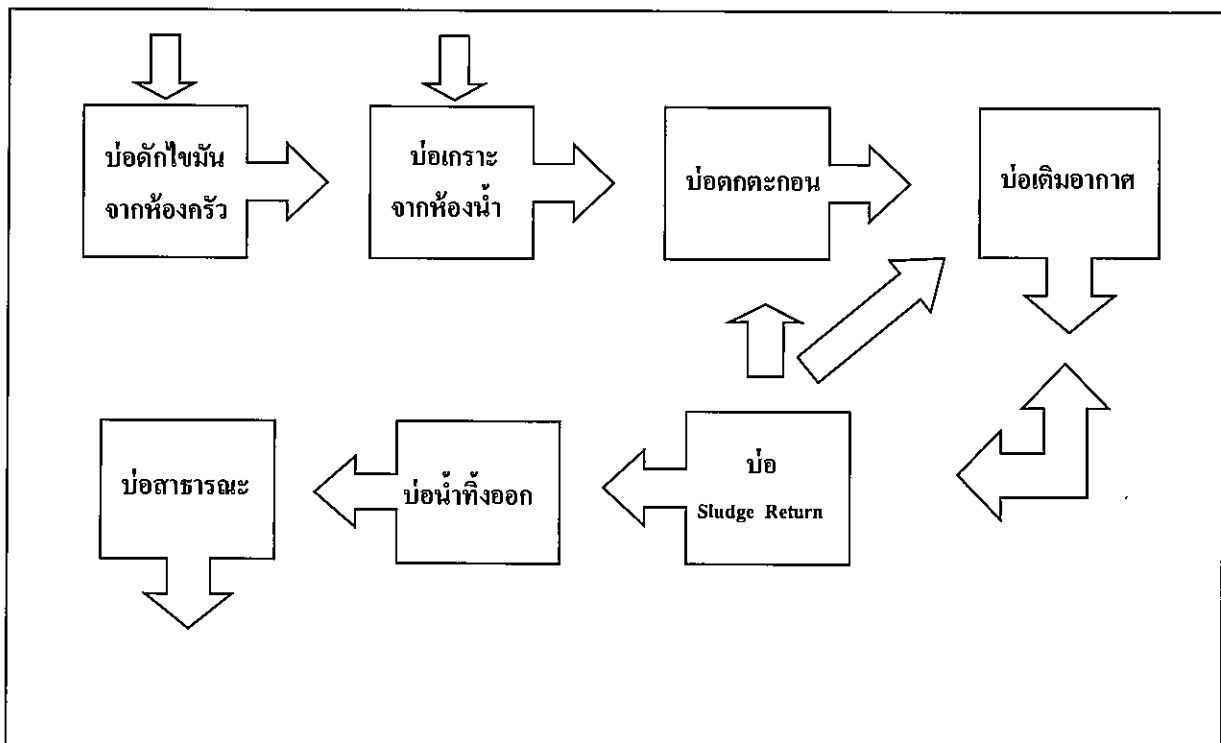 บ่อดักไขมัน
จากห้องครัว
บ่อเกราะ
จากห้องน้ำ
บ่อตกตะกอน
บ่อเติมอากาศ
บ่อสาธารณะ
บ่อน้ำทิ้งออก
บ่อ
Sludge Return